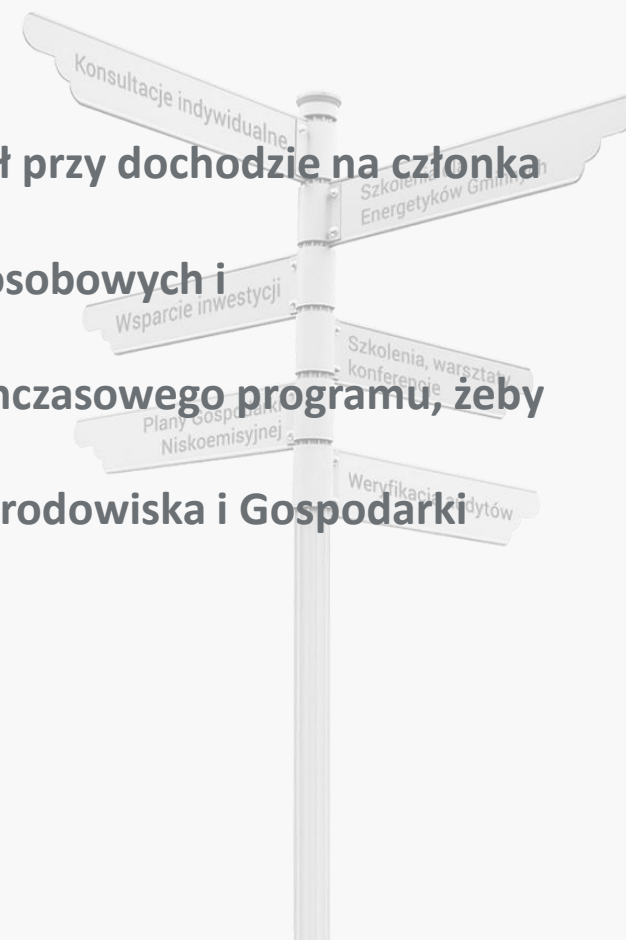 Konsultacje indywidualne
ł przy dochodzie na członka
Szkolenia
Energetyków Gminnych
osobowych i
Wsparcie inwestycji
Szkolenia, warsztaty,
konferencje
nczasowego programu, żeby
Plany Gospodarki
Niskoemisyjnej
Weryfikacja audytów
rodowiska i Gospodarki